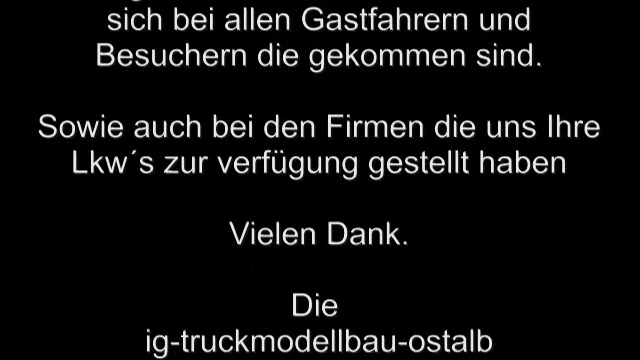 sich bei allen Gastfahrern und
Besuchern die gekommen sind.
Sowie auch bei den Firmen die uns Ihre
Lkw´s zur verfügung gestellt haben
Vielen Dank.
Die
ig-truckmodellbau-ostalb